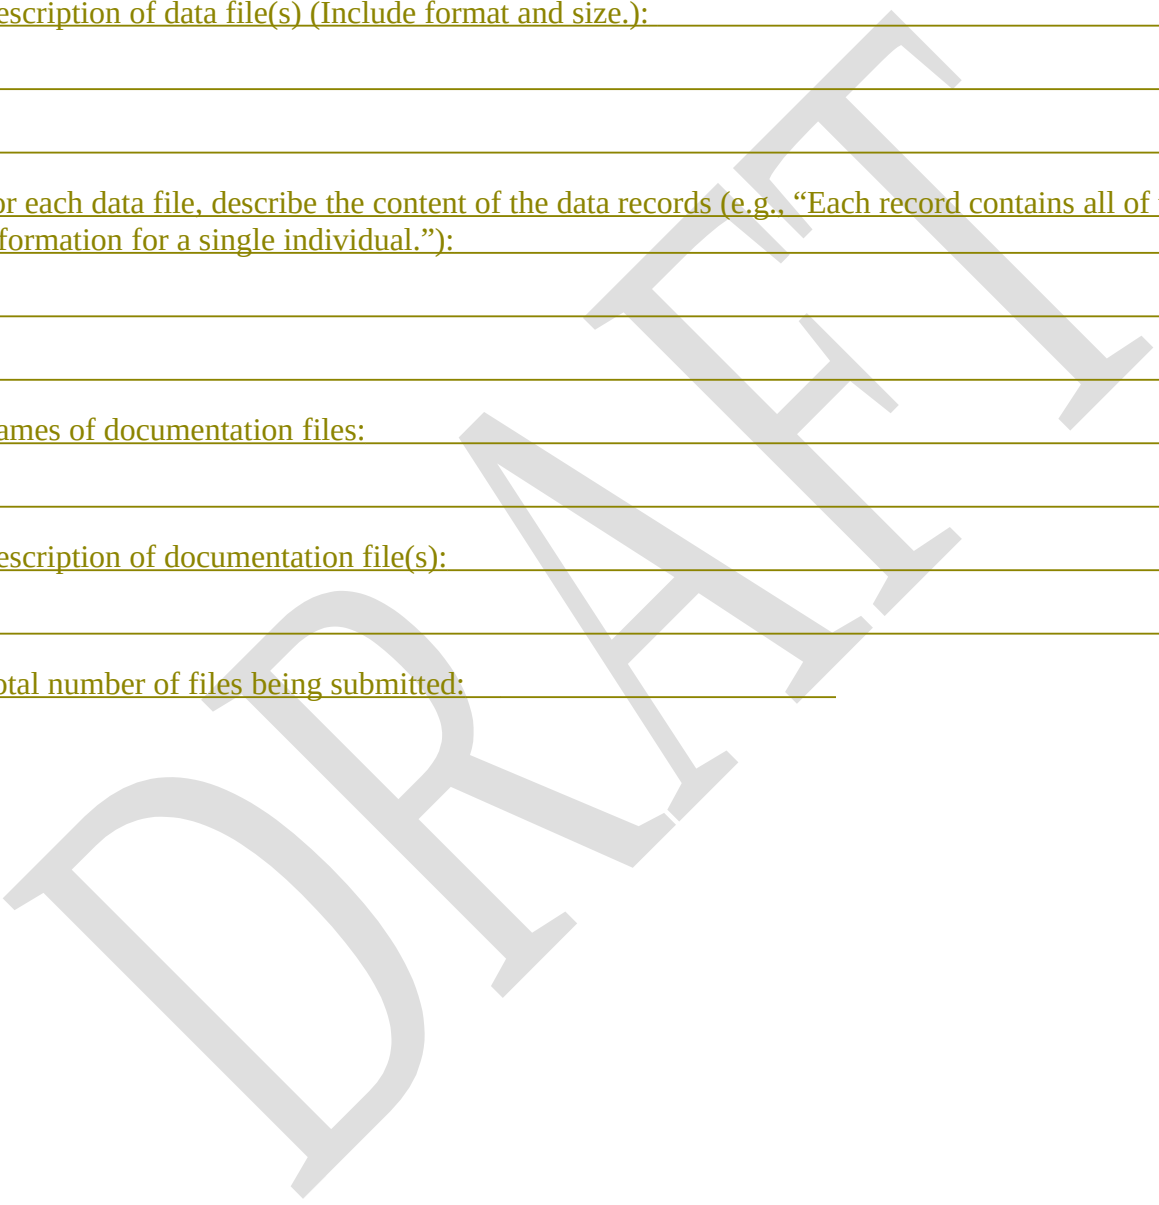 escription of data file(s) (Include format and size.):
or each data file, describe the content of the data records (e.g., “Each record contains all of
formation for a single individual.”):
ames of documentation files:
escription of documentation file(s):
otal number of files being submitted:
DRAFT